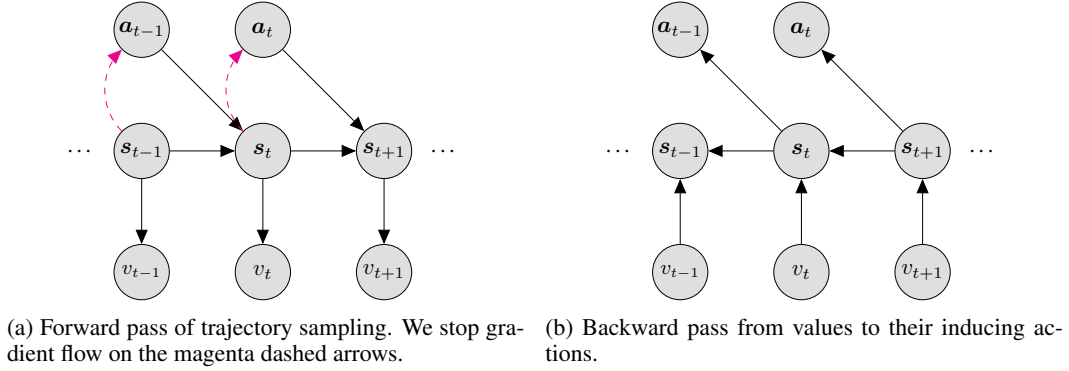 a_{t−1} a_t a_{t−1} a_t
··· s_{t−1} s_t s_{t+1} ··· ··· s_{t−1} s_t s_{t+1} ···
v_{t−1} v_t v_{t+1} v_{t−1} v_t v_{t+1}
(a) Forward pass of trajectory sampling. We stop gra-
dient flow on the magenta dashed arrows.
(b) Backward pass from values to their inducing ac-
tions.